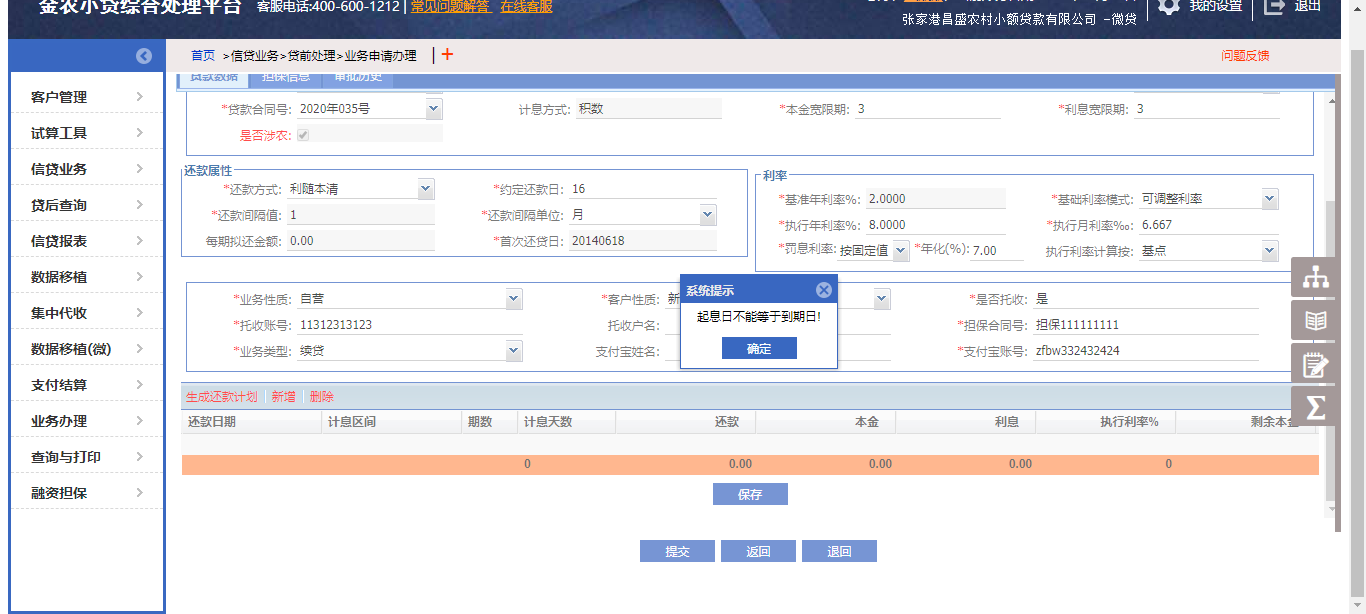 金农小贷综合处理平台 客服电话:400-600-1212 | 常见问题解答 在线客服
张家港昌盛农村小额贷款有限公司 -微贷
我的设置 退出
首页 >信贷业务>贷前处理>业务申请办理 | + 问题反馈
贷款数据 担保信息 审批历史
客户管理
试算工具
信贷业务
贷后查询
信贷报表
数据移植
集中代收
数据移植(微)
支付结算
业务办理
查询与打印
融资担保
*贷款合同号: 2020年035号 计息方式: 积数 *本金宽限期: 3 *利息宽限期: 3
是否涉农:
还款属性
*还款方式: 利随本清 *约定还款日: 16
*还款间隔值: 1 *还款间隔单位: 月
每期拟还金额: 0.00 *首次还贷日: 20140618
利率
*基准年利率%: 2.0000 *基础利率模式: 可调整利率
*执行年利率%: 8.0000 *执行月利率‰: 6.667
*罚息利率: 按固定值 *年化(%): 7.00 执行利率计算按: 基点
*业务性质: 自营 *客户性质: 新 *是否托收: 是
*托收账号: 11312313123 托收户名: *担保合同号: 担保111111111
*业务类型: 续贷 支付宝姓名: *支付宝账号: zfbw332432424
系统提示
起息日不能等于到期日!
确定
生成还款计划 新增 删除
还款日期 计息区间 期数 计息天数 还款 本金 利息 执行利率% 剩余本金
0 0.00 0.00 0.00 0
保存
提交 返回 退回